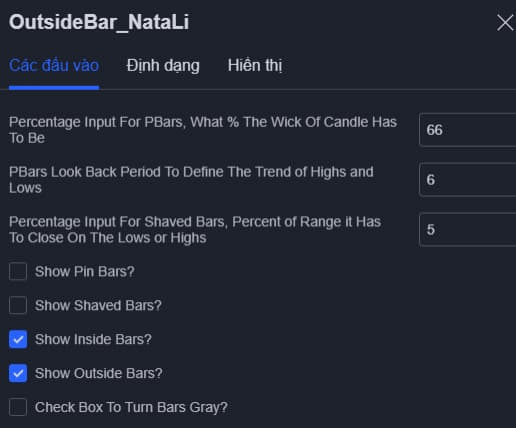 OutsideBar_NataLi
Các đầu vào Định dạng Hiển thị
Percentage Input For PBars, What % The Wick Of Candle Has
To Be
66
PBars Look Back Period To Define The Trend of Highs and
Lows
6
Percentage Input For Shaved Bars, Percent of Range it Has
To Close On The Lows or Highs
5
Show Pin Bars?
Show Shaved Bars?
Show Inside Bars?
Show Outside Bars?
Check Box To Turn Bars Gray?